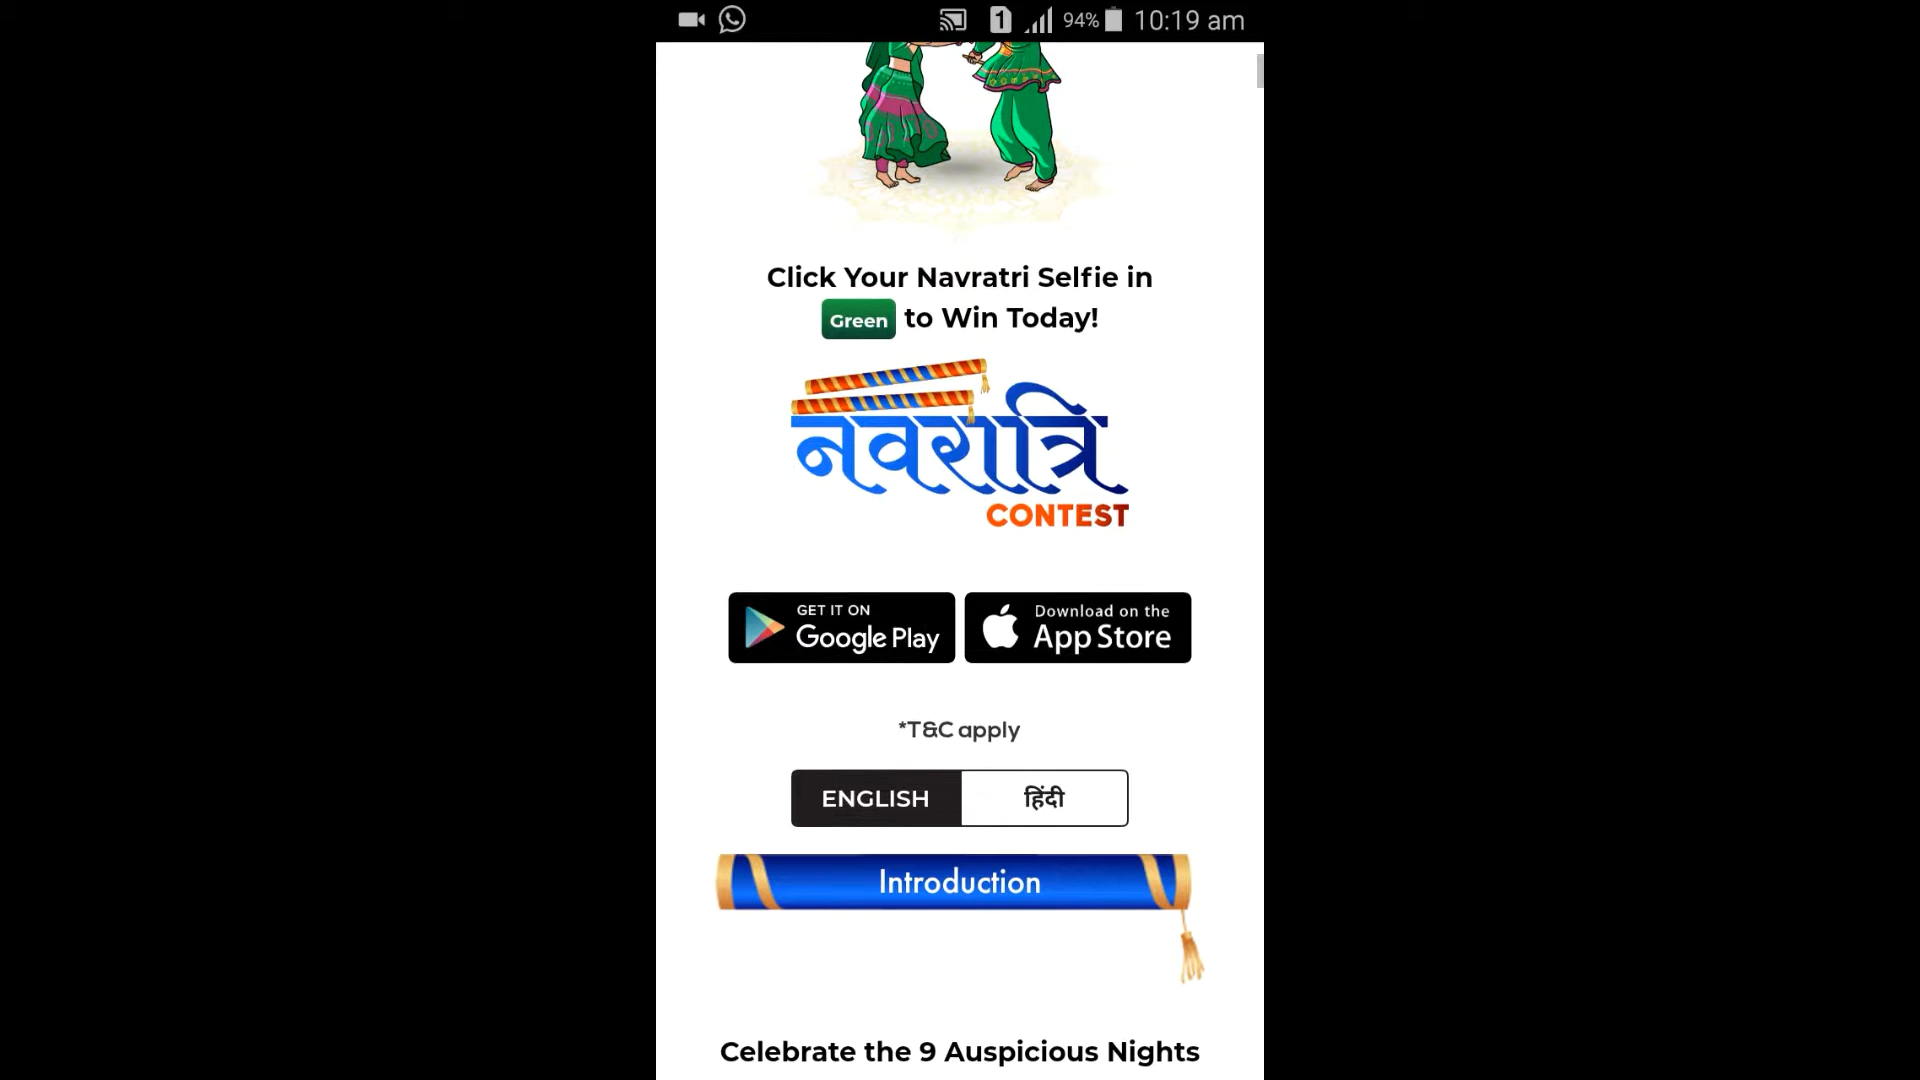 1 94% 10:19 am
Click Your Navratri Selfie in
Green to Win Today!
नवरात्रि
CONTEST
GET IT ON
Google Play
Download on the
App Store
*T&C apply
ENGLISH हिंदी
Introduction
Celebrate the 9 Auspicious Nights